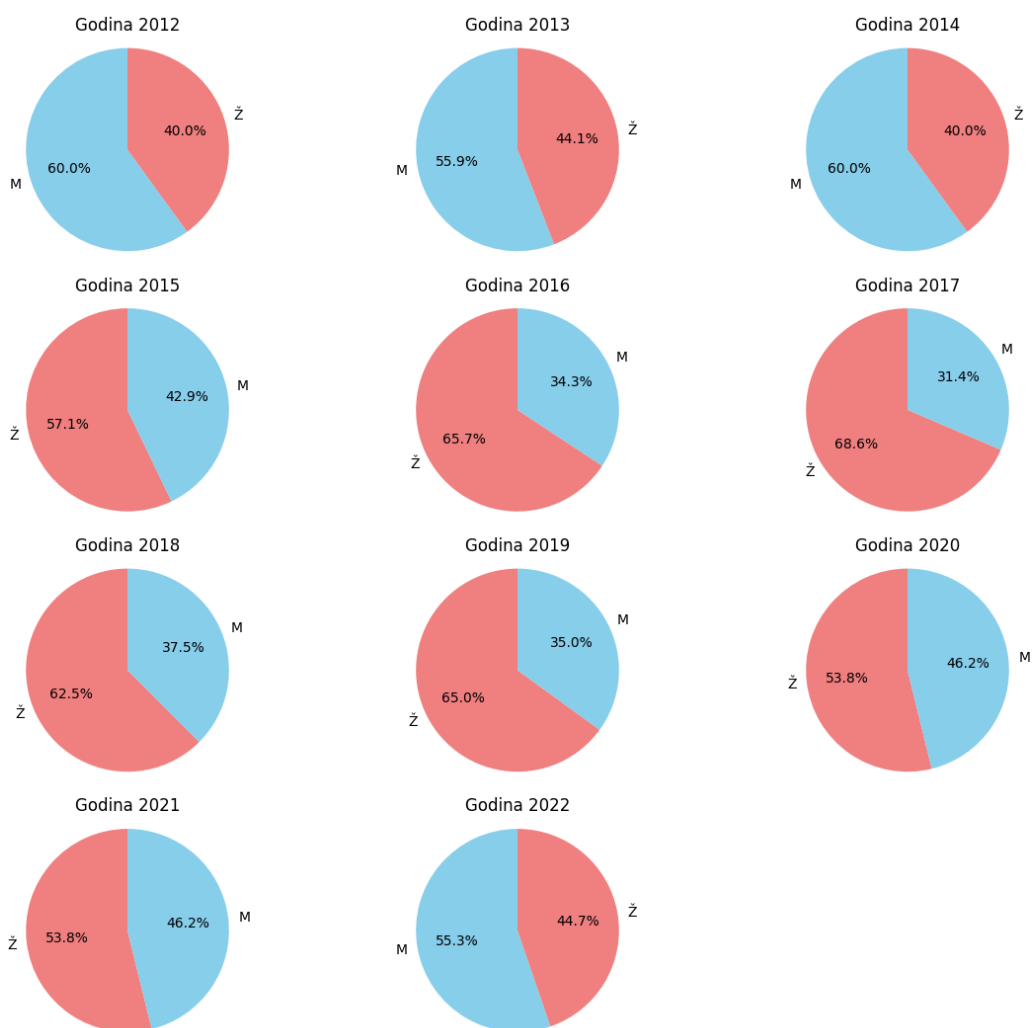 Godina 2012
Ž
40.0%
60.0%
M
Godina 2013
Ž
44.1%
55.9%
M
Godina 2014
Ž
40.0%
60.0%
M
Godina 2015
M
42.9%
57.1%
Ž
Godina 2016
M
34.3%
65.7%
Ž
Godina 2017
M
31.4%
68.6%
Ž
Godina 2018
M
37.5%
62.5%
Ž
Godina 2019
M
35.0%
65.0%
Ž
Godina 2020
M
46.2%
53.8%
Ž
Godina 2021
M
46.2%
53.8%
Ž
Godina 2022
Ž
44.7%
55.3%
M